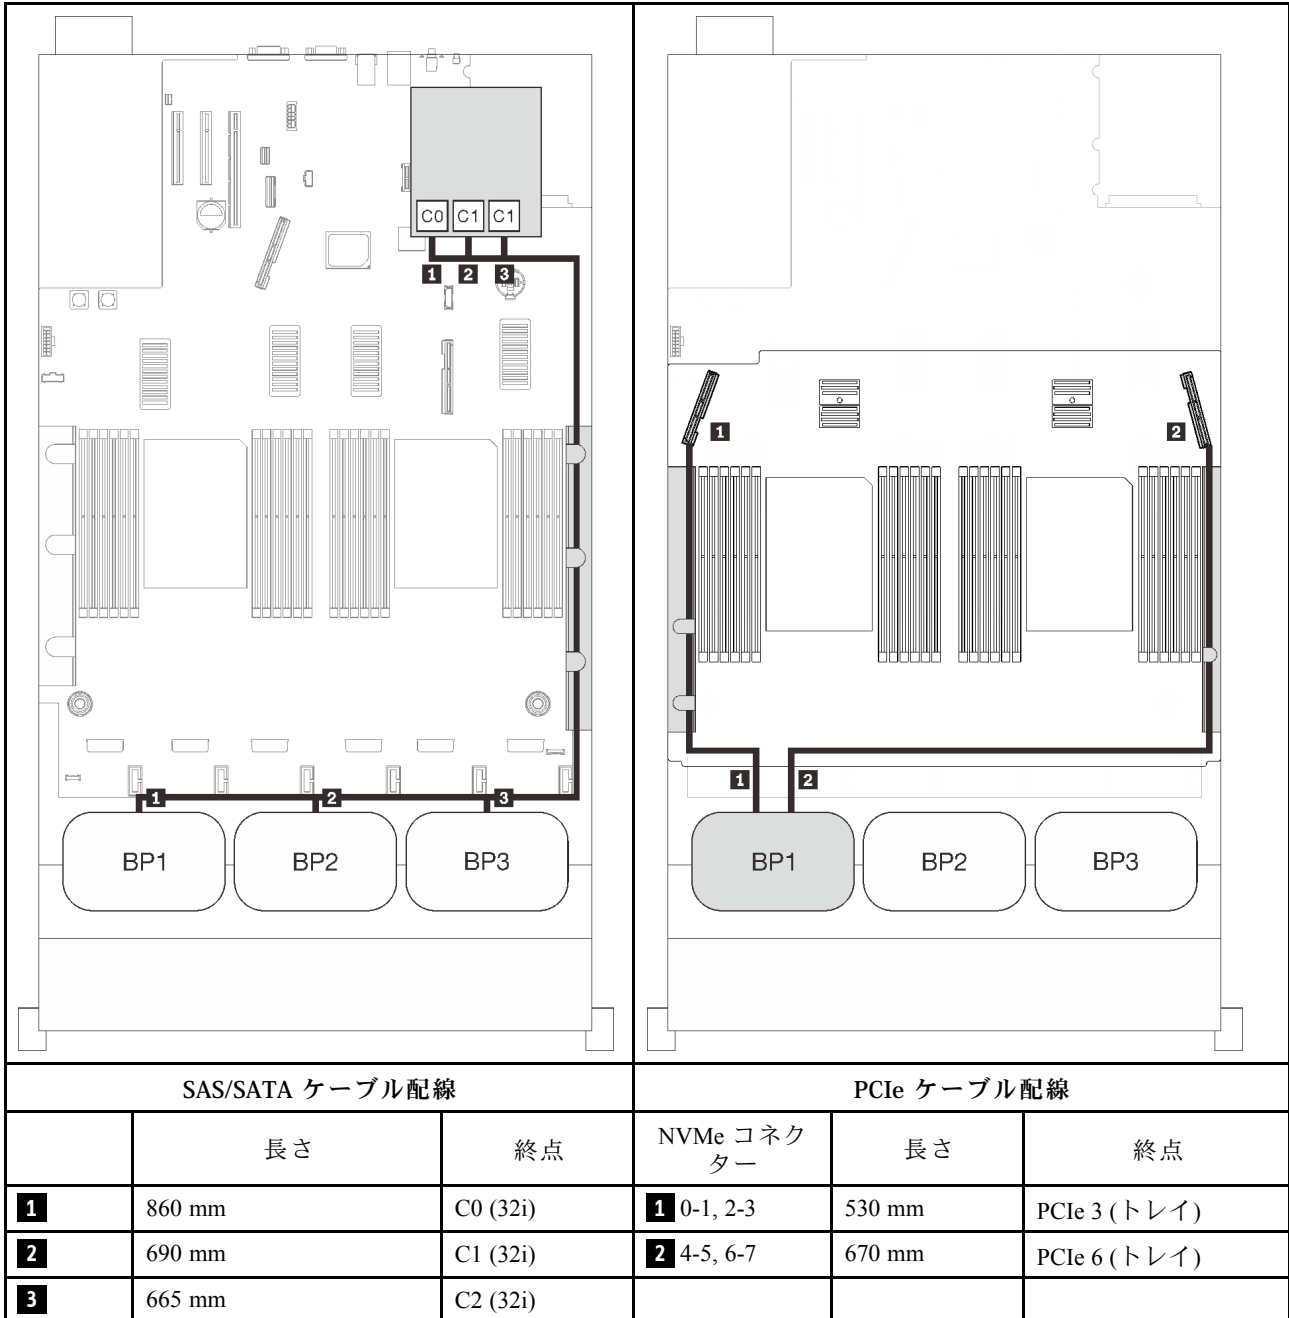 C0 C1 C1
1 2 3
1 2
1 2
1 2 3
BP1 BP2 BP3
BP1 BP2 BP3
SAS/SATA ケーブル配線
PCIe ケーブル配線
長さ 終点
NVMe コネク
ター
長さ 終点
1 860 mm C0 (32i)
1 0-1, 2-3 530 mm PCIe 3 (トレイ)
2 690 mm C1 (32i)
2 4-5, 6-7 670 mm PCIe 6 (トレイ)
3 665 mm C2 (32i)